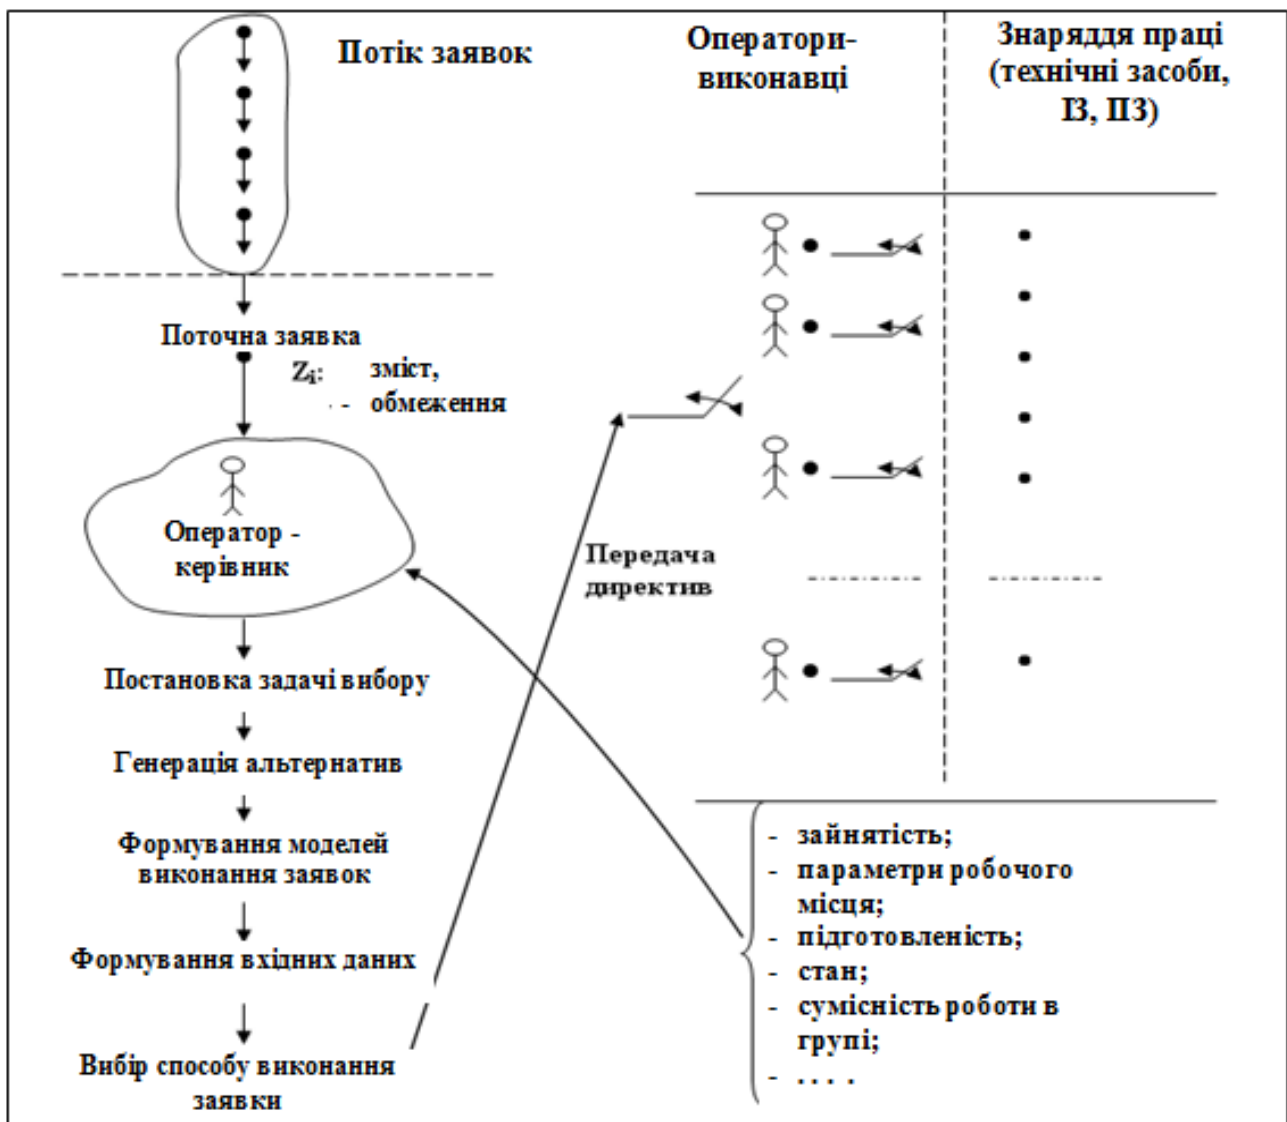 Потік заявок
Оператори-
виконавці
Знаряддя праці
(технічні засоби,
ІЗ, ПЗ)
Поточна заявка
Zi: зміст,
- обмеження
Оператор -
керівник
Передача
директив
Постановка задачі вибору
Генерація альтернатив
Формування моделей
виконання заявок
Формування вхідних даних
Вибір способу виконання
заявки
- зайнятість;
- параметри робочого
місця;
- підготовленість;
- стан;
- сумісність роботи в
групі;
- . . . .